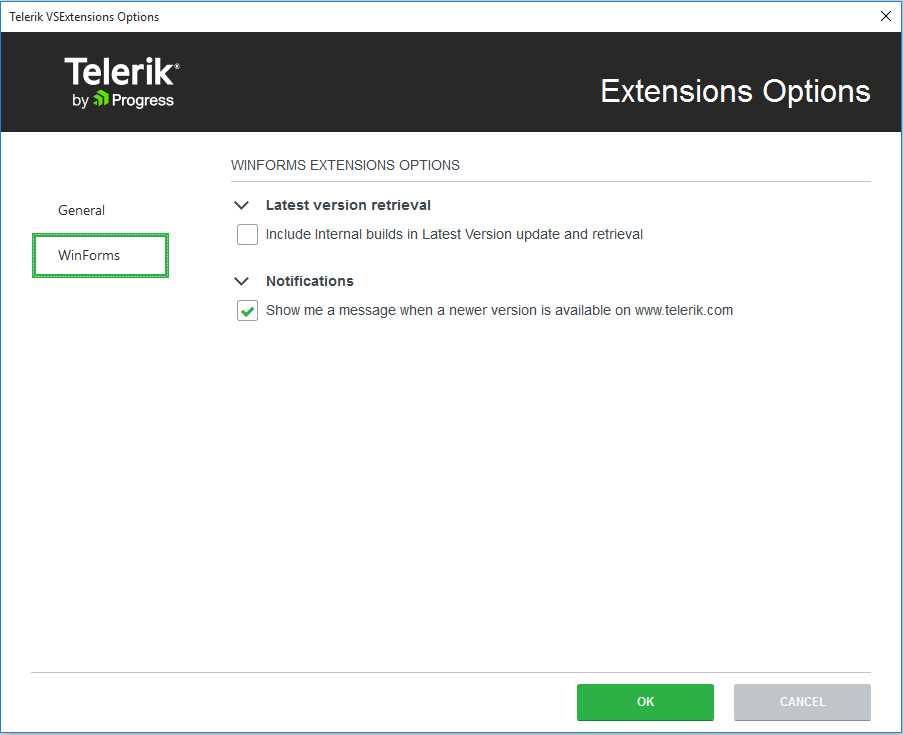 Telerik VSExtensions Options
Telerik®
by Progress
Extensions Options
WINFORMS EXTENSIONS OPTIONS
General
WinForms
Latest version retrieval
Include Internal builds in Latest Version update and retrieval
Notifications
Show me a message when a newer version is available on www.telerik.com
OK
CANCEL